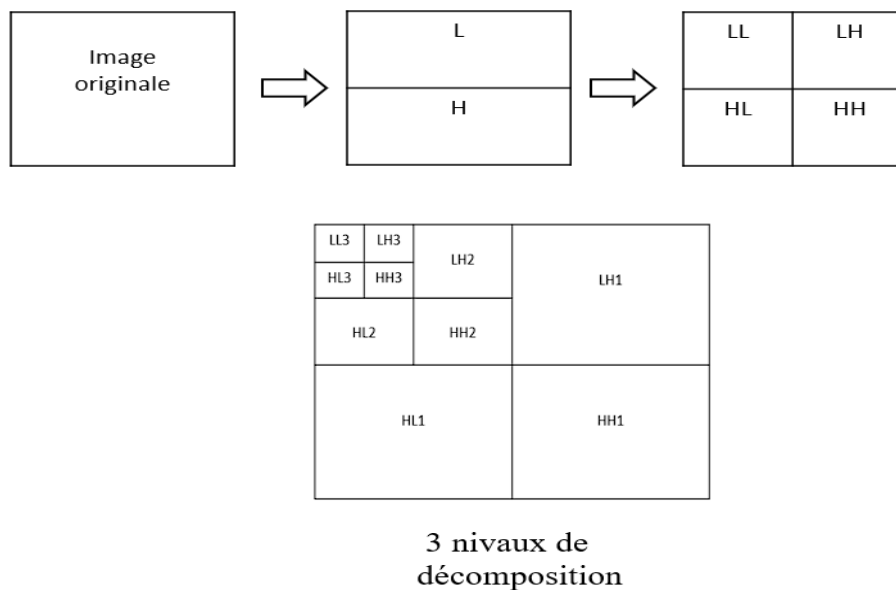 Image
originale
L
H
LL
LH
HL
HH
LL3
LH3
LH2
LH1
HL3
HH3
HL2
HH2
HL1
HH1
3 nivaux de
décomposition